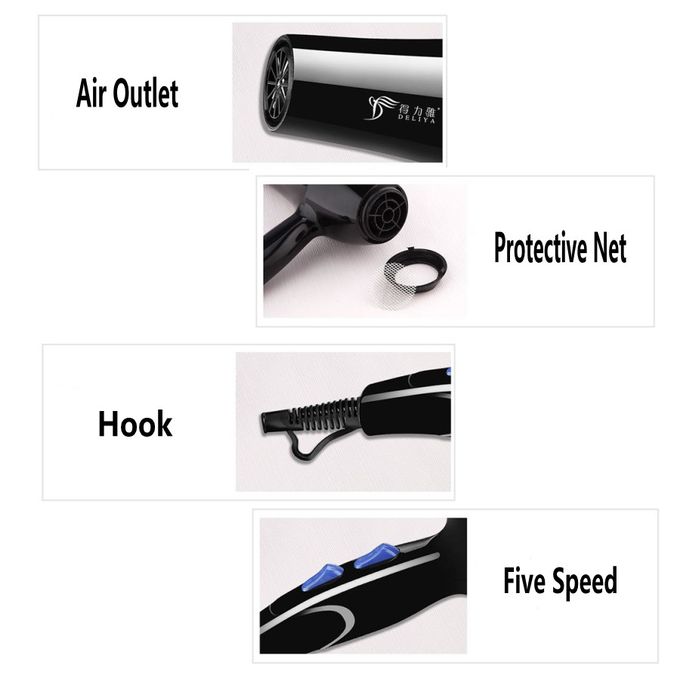 Air Outlet
得力雅
DELIYA
Protective Net
Hook
Five Speed